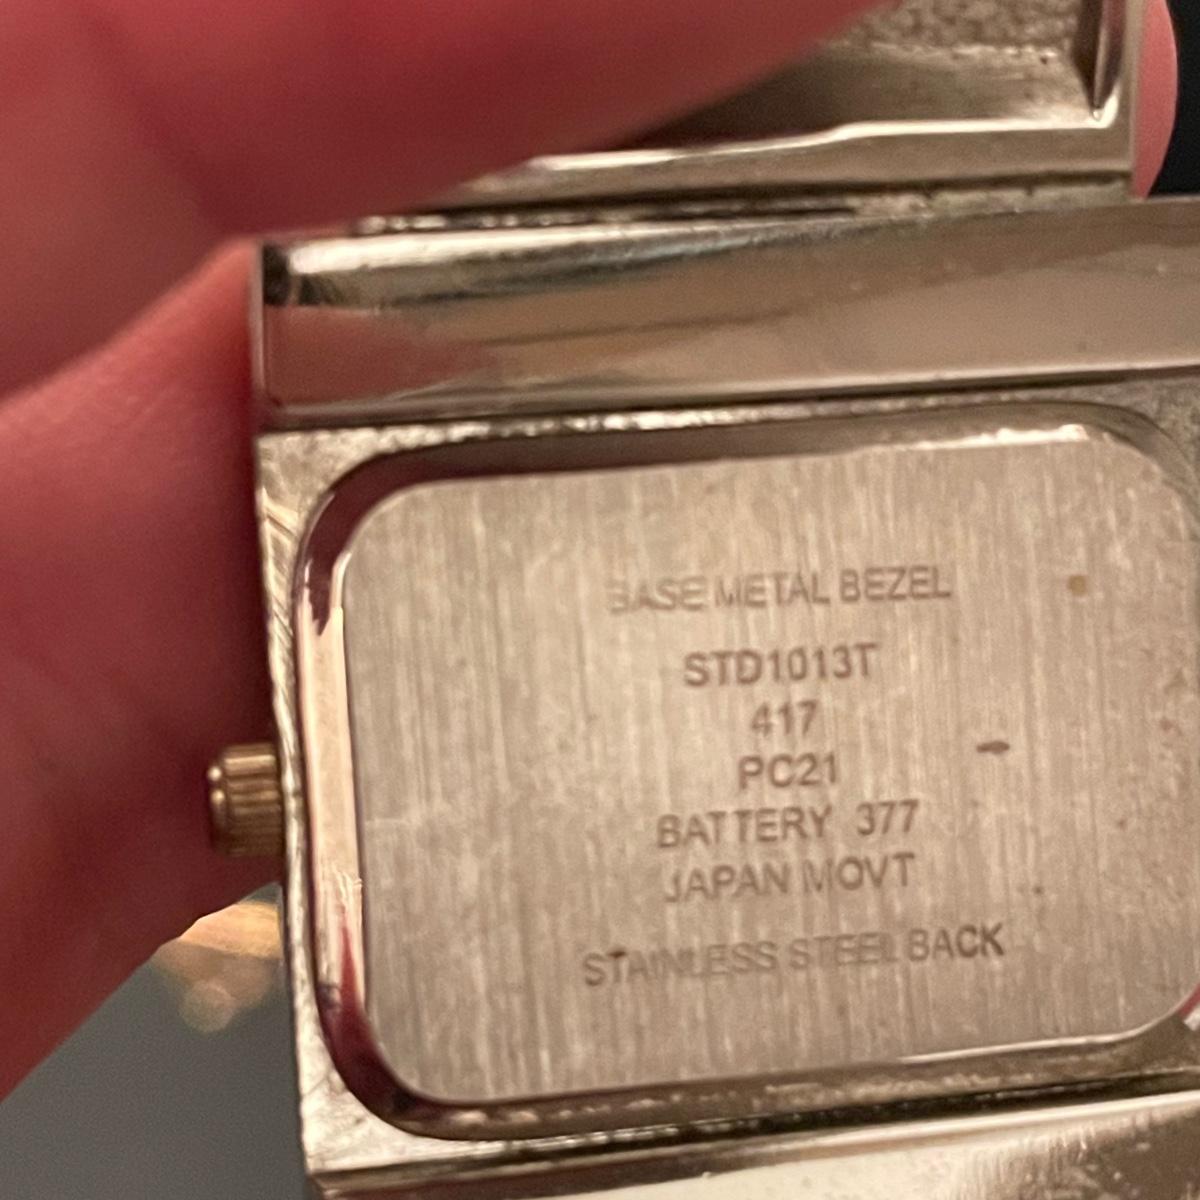 BASE METAL BEZEL
STD1013T
417
PC21
BATTERY 377
JAPAN MOVT
STAINLESS STEEL BACK